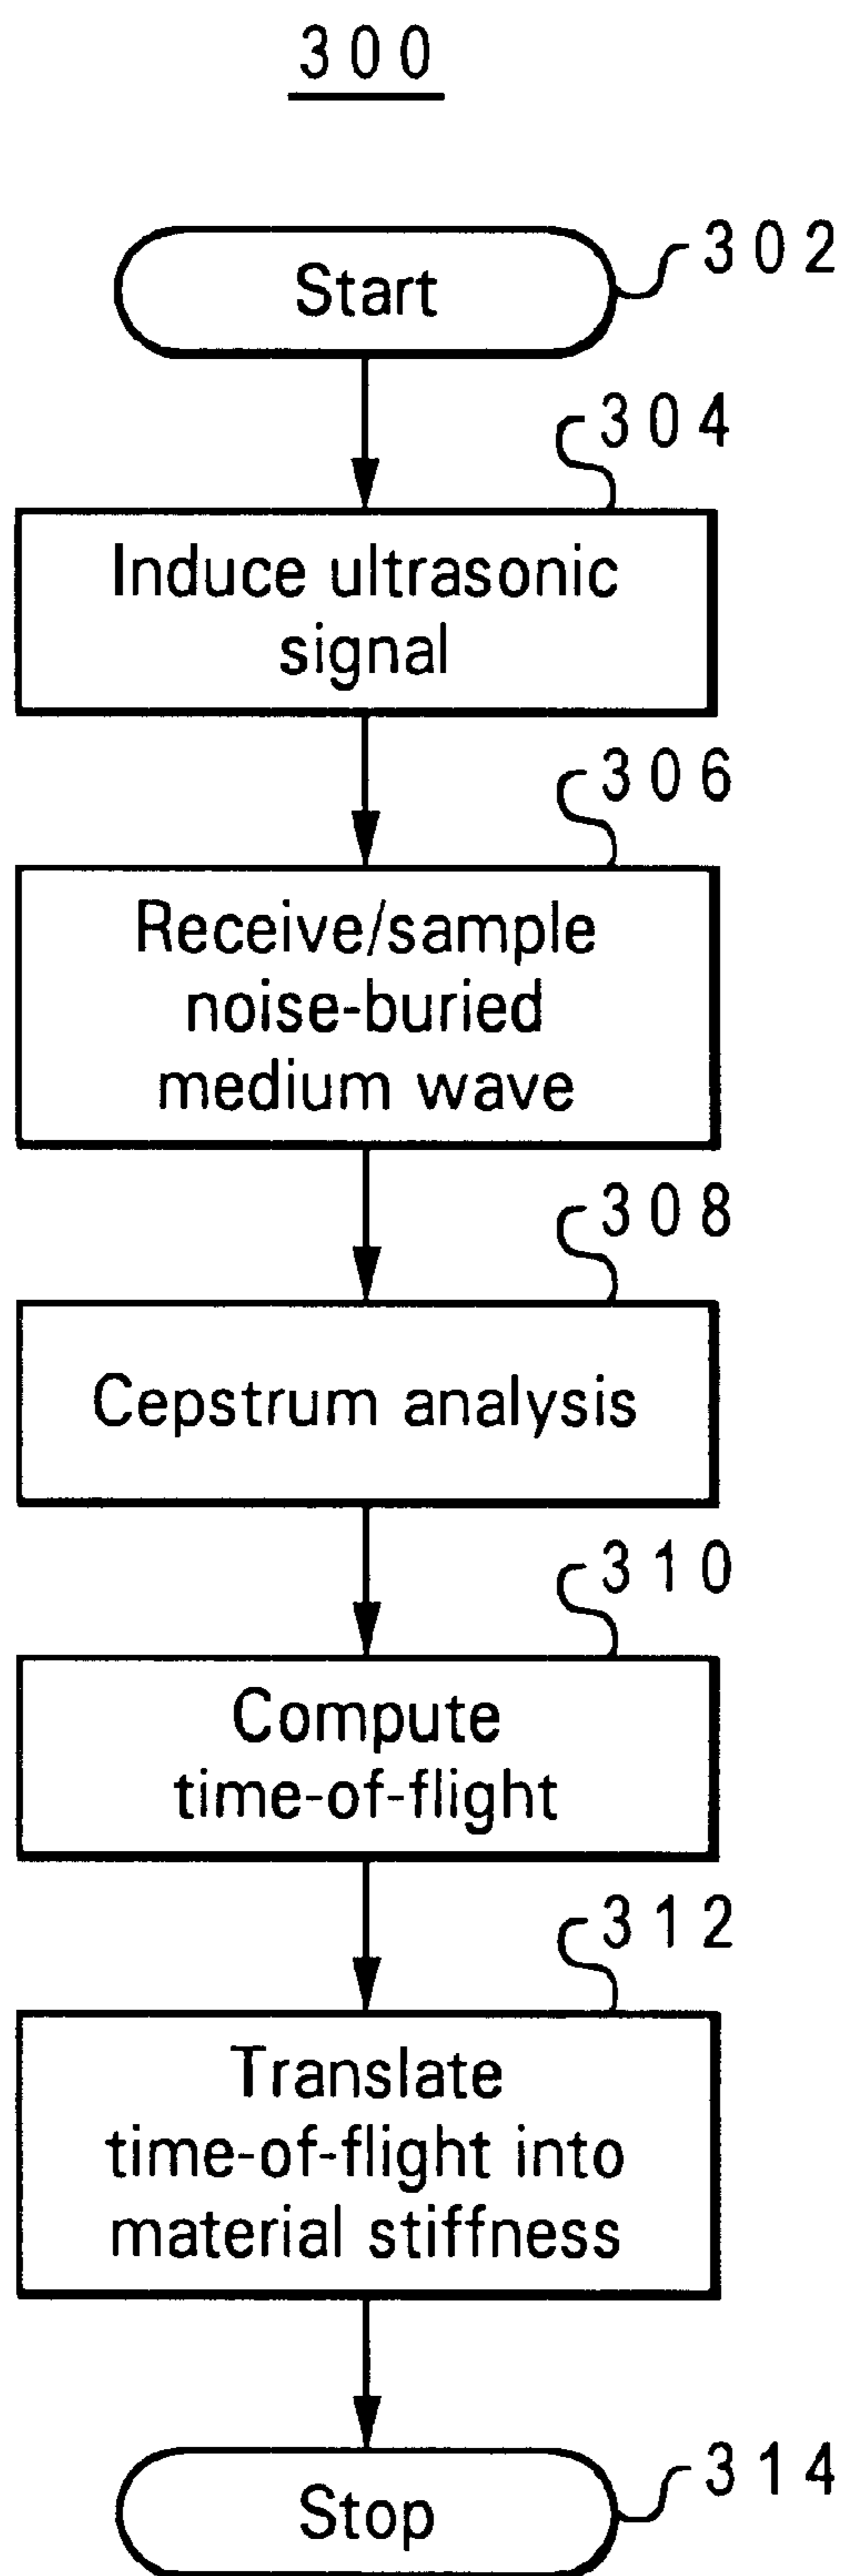 300
302
Start
304
Induce ultrasonic
signal
306
Receive/sample
noise-buried
medium wave
308
Cepstrum analysis
310
Compute
time-of-flight
312
Translate
time-of-flight into
material stiffness
314
Stop